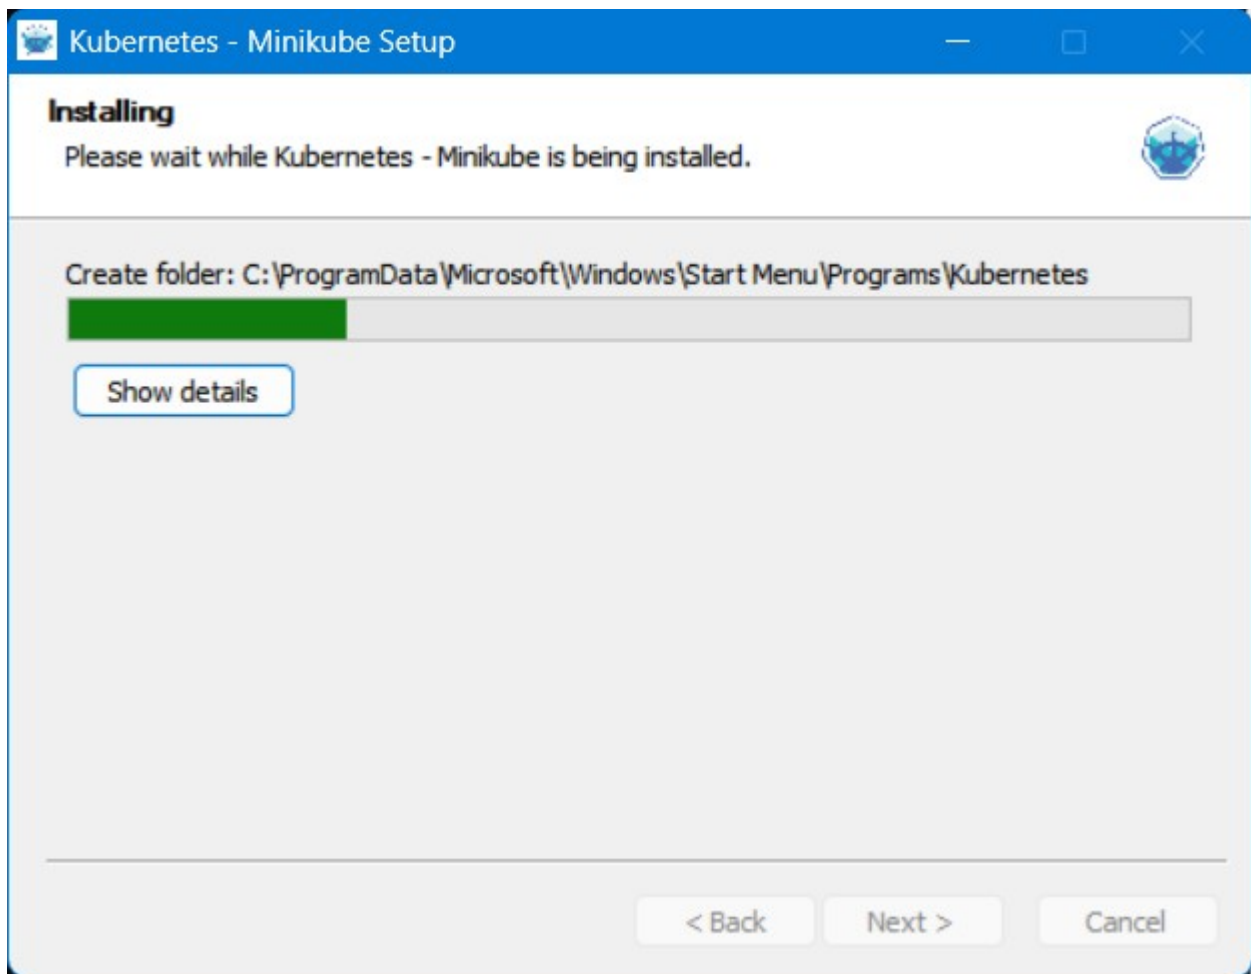 Kubernetes - Minikube Setup
Installing
Please wait while Kubernetes - Minikube is being installed.
Create folder: C:\ProgramData\Microsoft\Windows\Start Menu\Programs\Kubernetes
Show details
< Back Next > Cancel